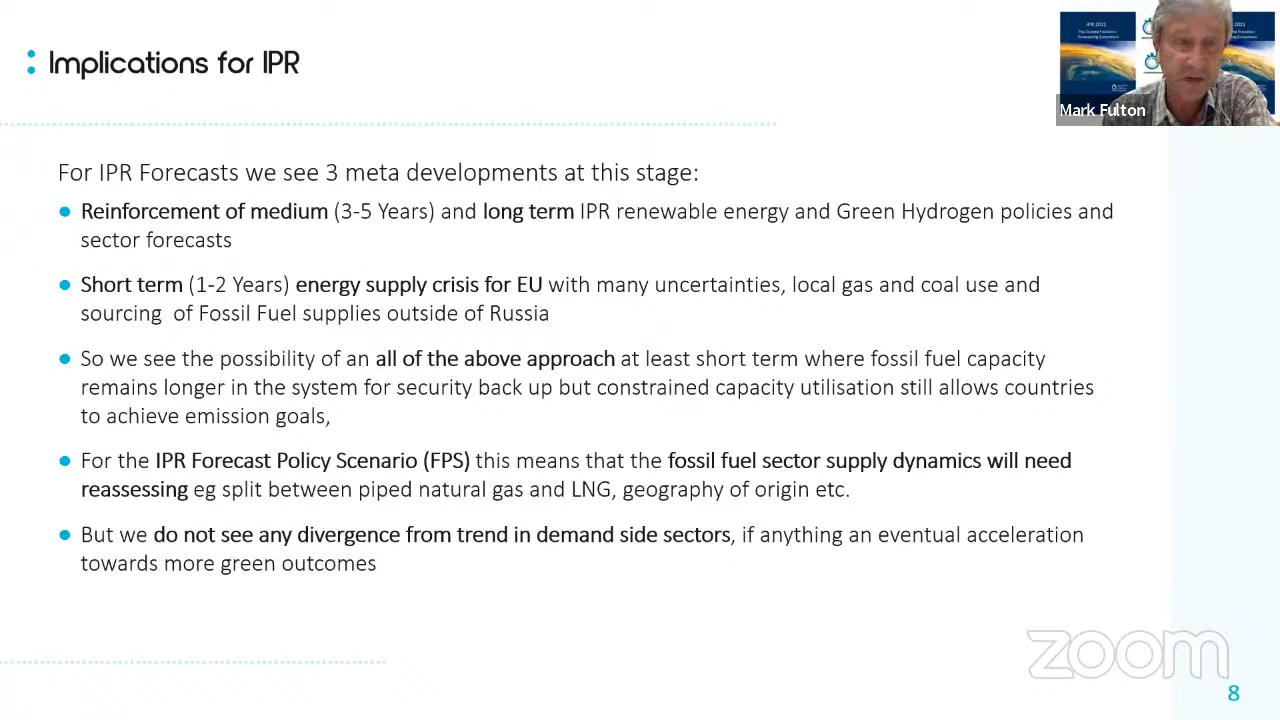 Implications for IPR
IPR 2021
The Climate Transition
Forecasting Consortium
Mark Fulton
For IPR Forecasts we see 3 meta developments at this stage:
Reinforcement of medium (3-5 Years) and long term IPR renewable energy and Green Hydrogen policies and
sector forecasts
Short term (1-2 Years) energy supply crisis for EU with many uncertainties, local gas and coal use and
sourcing of Fossil Fuel supplies outside of Russia
So we see the possibility of an all of the above approach at least short term where fossil fuel capacity
remains longer in the system for security back up but constrained capacity utilisation still allows countries
to achieve emission goals,
For the IPR Forecast Policy Scenario (FPS) this means that the fossil fuel sector supply dynamics will need
reassessing eg split between piped natural gas and LNG, geography of origin etc.
But we do not see any divergence from trend in demand side sectors, if anything an eventual acceleration
towards more green outcomes
zoom
8